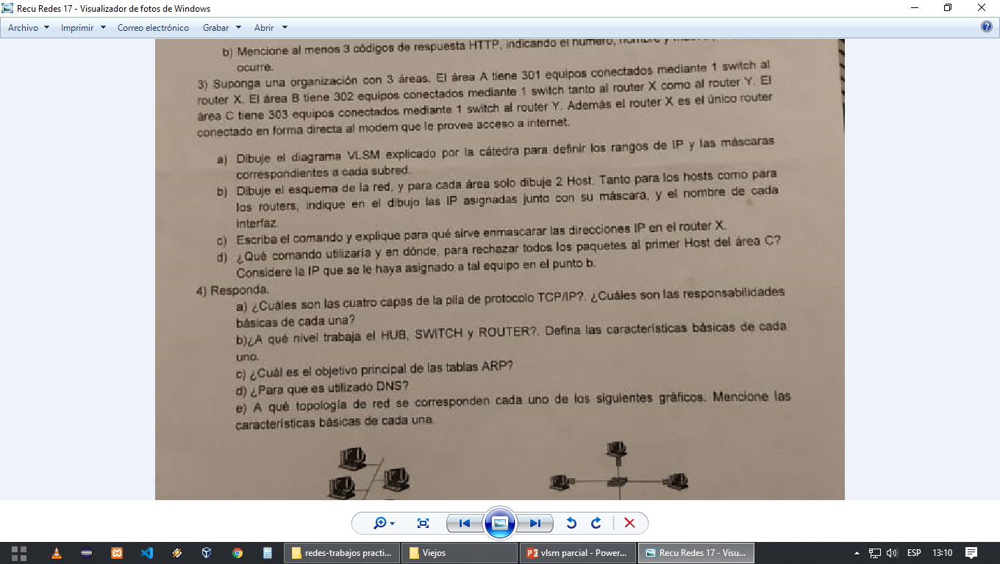 Recu Redes 17 - Visualizador de fotos de Windows
Archivo Imprimir Correo electrónico Grabar Abrir
b) Mencione al menos 3 códigos de respuesta HTTP, indicando el número, nombre y
ocurre.
3) Suponga una organización con 3 áreas. El área A tiene 301 equipos conectados mediante 1 switch al
router X. El área B tiene 302 equipos conectados mediante 1 switch tanto al router X como al router Y. El
área C tiene 303 equipos conectados mediante 1 switch al router Y. Además el router X es el único router
conectado en forma directa al modem que le provee acceso a internet.
a) Dibuje el diagrama VLSM explicado por la cátedra para definir los rangos de IP y las máscaras
correspondientes a cada subred.
b) Dibuje el esquema de la red, y para cada área solo dibuje 2 Host. Tanto para los hosts como para
los routers, indique en el dibujo las IP asignadas junto con su máscara, y el nombre de cada
interfaz.
c) Escriba el comando y explique para qué sirve enmascarar las direcciones IP en el router X.
d) ¿Qué comando utilizaría y en dónde, para rechazar todos los paquetes al primer Host del área C?
Considere la IP que se le haya asignado a tal equipo en el punto b.
4) Responda.
a) ¿Cuáles son las cuatro capas de la pila de protocolo TCP/IP?. ¿Cuáles son las responsabilidades
básicas de cada una?
b)¿A qué nivel trabaja el HUB, SWITCH y ROUTER?. Defina las características básicas de cada
uno.
c) ¿Cuál es el objetivo principal de las tablas ARP?
d) ¿Para que es utilizado DNS?
e) A qué topología de red se corresponden cada uno de los siguientes gráficos. Mencione las
características básicas de cada una.
redes-trabajos practi... Viejos vlsm parcial - Power... Recu Redes 17 - Visu... ESP 13:10